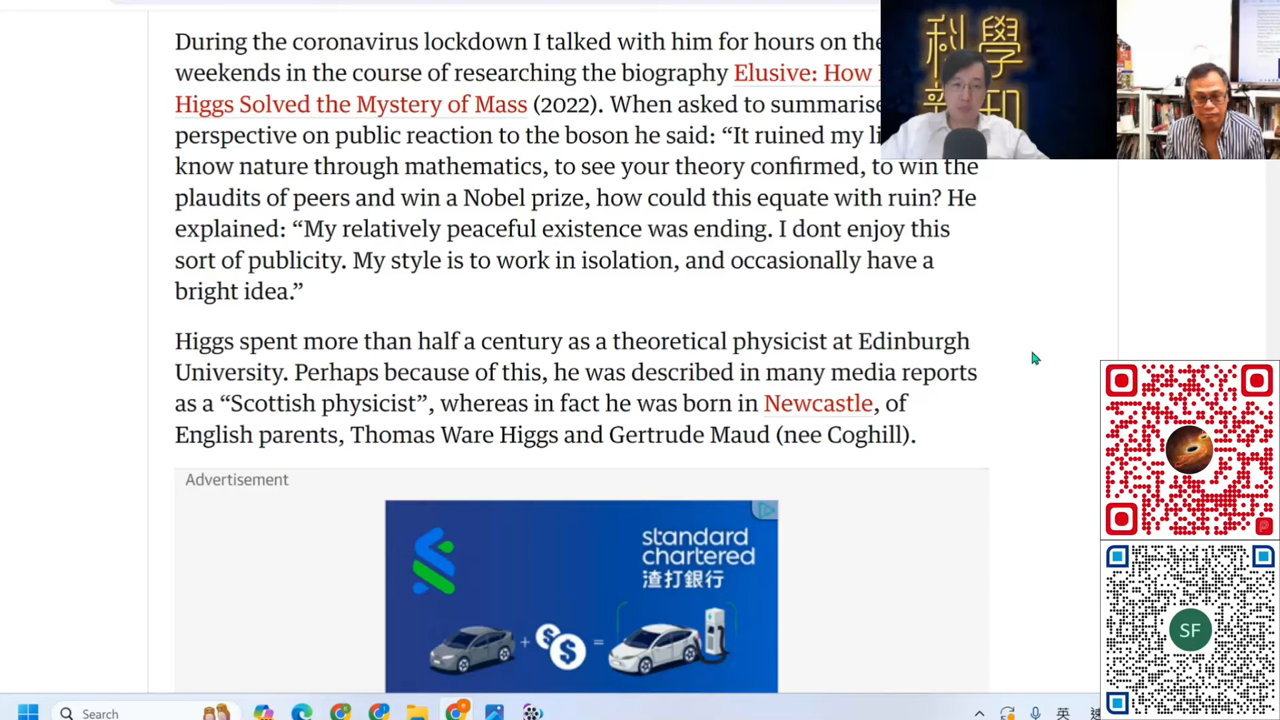 During the coronavirus lockdown I talked with him for hours on the
weekends in the course of researching the biography Elusive: How
Higgs Solved the Mystery of Mass (2022). When asked to summarise
perspective on public reaction to the boson he said: “It ruined my
know nature through mathematics, to see your theory confirmed, to win the
plaudits of peers and win a Nobel prize, how could this equate with ruin? He
explained: “My relatively peaceful existence was ending. I dont enjoy this
sort of publicity. My style is to work in isolation, and occasionally have a
bright idea.”
Higgs spent more than half a century as a theoretical physicist at Edinburgh
University. Perhaps because of this, he was described in many media reports
as a “Scottish physicist”, whereas in fact he was born in Newcastle, of
English parents, Thomas Ware Higgs and Gertrude Maud (nee Coghill).
Advertisement
standard
chartered
渣打銀行
+ $ $ =
科學
SF
Search
英